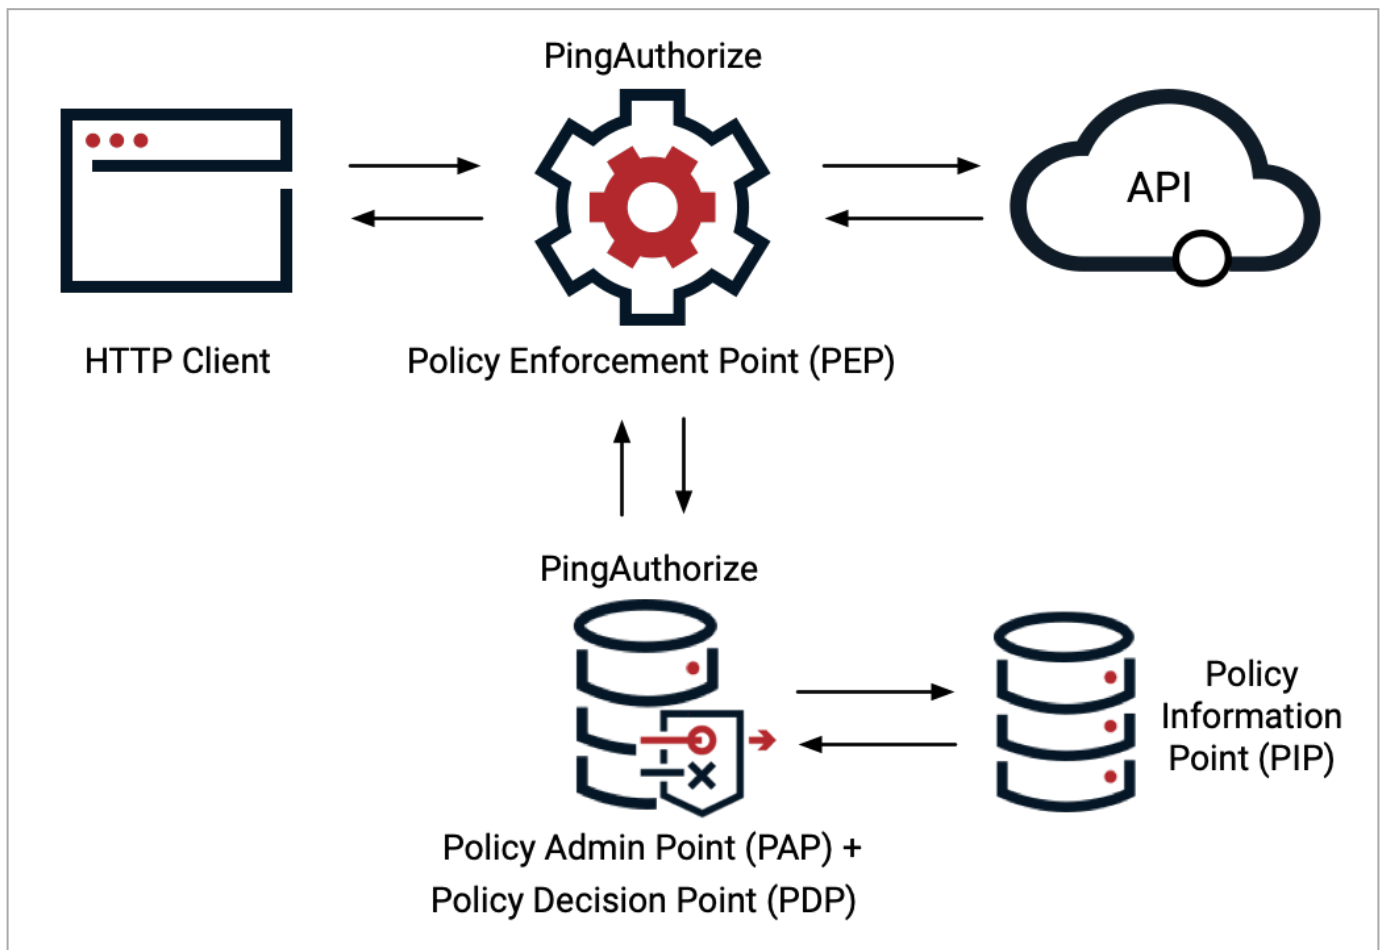 PingAuthorize
API
HTTP Client
Policy Enforcement Point (PEP)
PingAuthorize
Policy
Information
Point (PIP)
Policy Admin Point (PAP) +
Policy Decision Point (PDP)